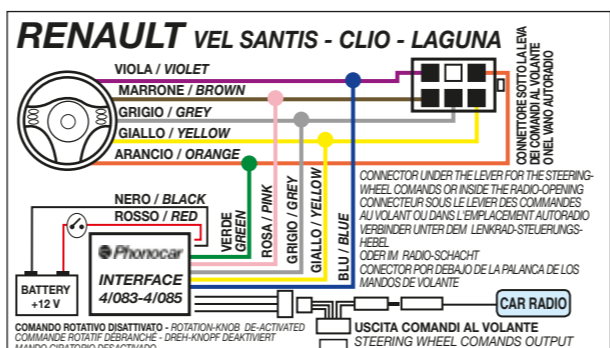 RENAULT VEL SANTIS - CLIO - LAGUNA
VIOLA / VIOLET
MARRONE / BROWN
GRIGIO / GREY
GIALLO / YELLOW
ARANCIO / ORANGE
CONNETTORE SOTTO LA LEVA
DEI COMANDI AL VOLANTE
O NEL VANO AUTORADIO
CONNECTOR UNDER THE LEVER FOR THE STEERING-
WHEEL COMANDS OR INSIDE THE RADIO-OPENING
CONNECTEUR SOUS LE LEVIER DES COMMANDES
AU VOLANT OU DANS L'EMPLACEMENT AUTORADIO
VERBINDER UNTER DEM LENKRAD-STEUERUNGS-
HEBEL
ODER IM RADIO-SCHACHT
CONECTOR POR DEBAJO DE LA PALANCA DE LOS
MANDOS DE VOLANTE
NERO / BLACK
ROSSO / RED
VERDE
GREEN
ROSA / PINK
GRIGIO / GREY
GIALLO / YELLOW
BLU / BLUE
Phonocar
INTERFACE
4/083-4/085
BATTERY
+12 V
CAR RADIO
USCITA COMANDI AL VOLANTE
STEERING WHEEL COMANDS OUTPUT
COMANDO ROTATIVO DISATTIVATO - ROTATION-KNOB DE-ACTIVATED
COMMANDE ROTATIF DÉBRANCHÉ - DREH-KNOPF DEAKTIVIERT
MANDO GIRATORIO DESACTIVADO